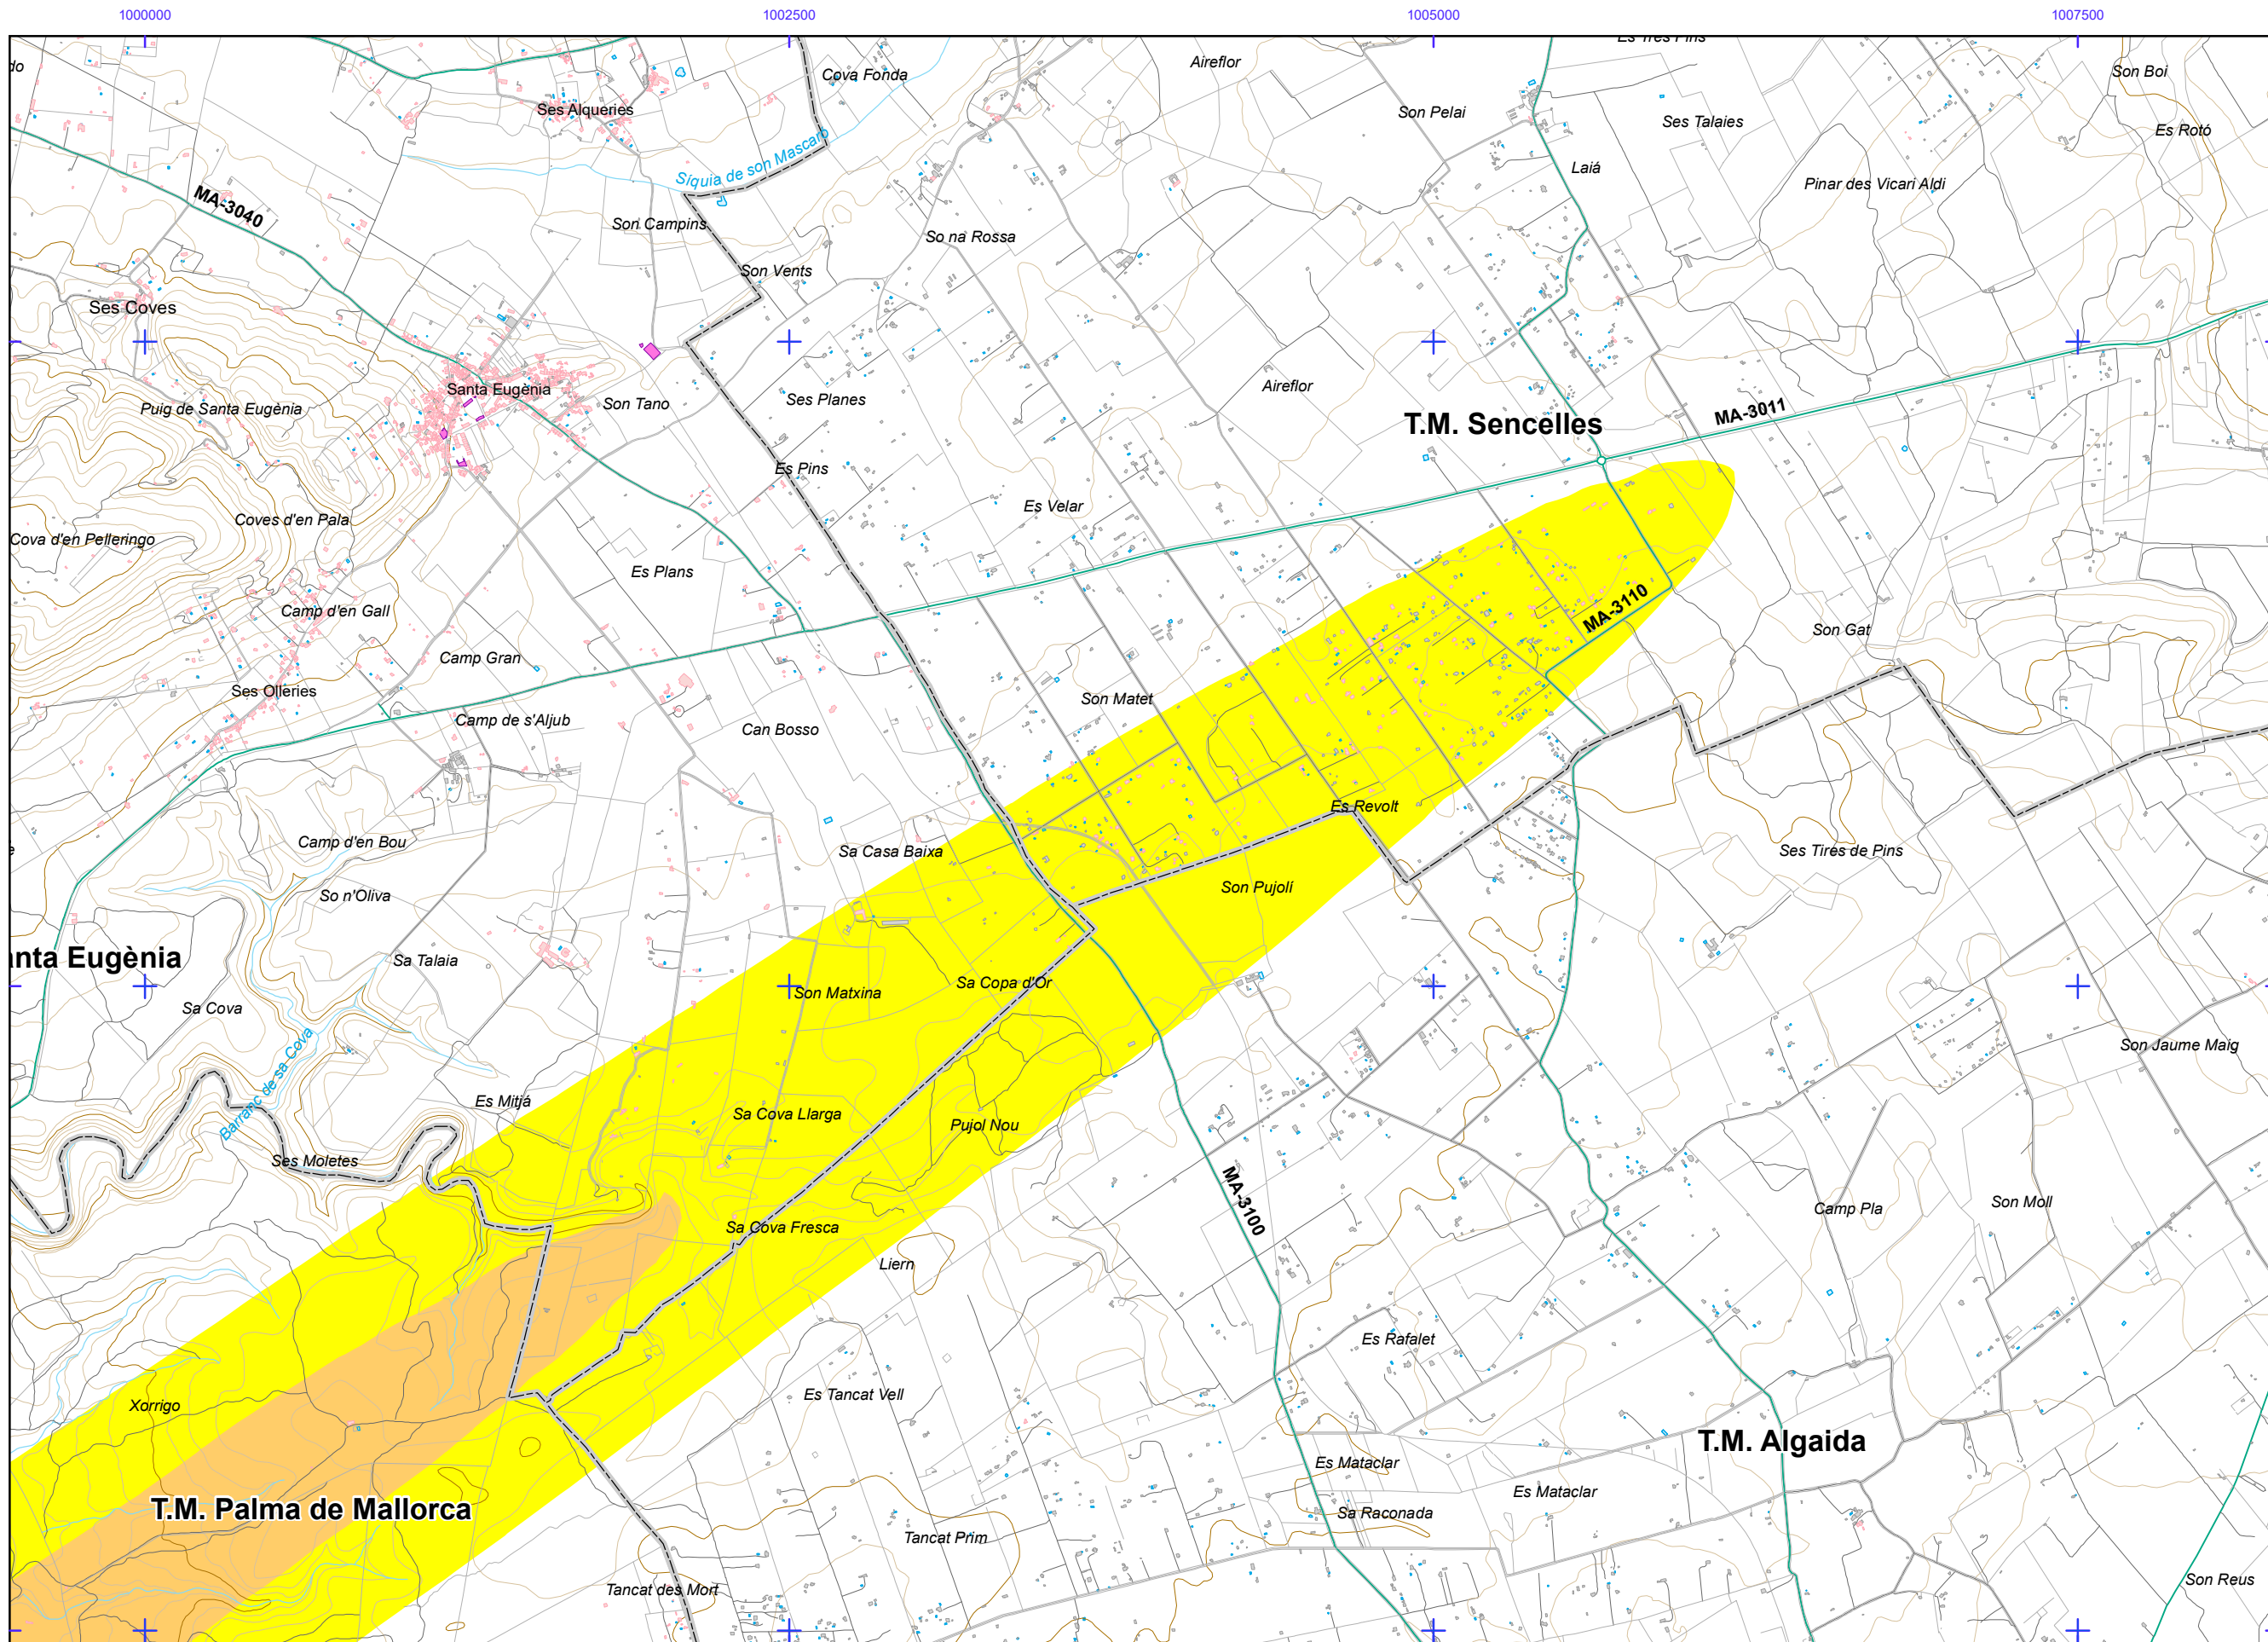 1000000
1002500
1005000
1007500
Es Tres Pins
Cova Fonda
Aireflor
Son Boi
Ses Alqueries
Son Pelai
Ses Talaies
Es Rotó
Síquia de son Mascaró
Laiá
Pinar des Vicari Aldi
MA-3040
Son Campins
So na Rossa
Son Vents
Ses Coves
Santa Eugènia
Aireflor
Puig de Santa Eugènia
Son Tano
Ses Planes
T.M. Sencelles
MA-3011
Es Pins
Es Velar
Coves d'en Pala
Cova d'en Pelleringo
Es Plans
Camp d'en Gall
MA-3110
Son Gat
Camp Gran
Ses Olleries
Son Matet
Camp de s'Aljub
Can Bosso
Es Revolt
Camp d'en Bou
Sa Casa Baixa
Ses Tires de Pins
Son Pujolí
So n'Oliva
anta Eugènia
Sa Talaia
Sa Copa d'Or
Son Matxina
Sa Cova
Son Jaume Maig
Barranc de sa Cova
Es Mitjá
Sa Cova Llarga
Pujol Nou
Ses Moletes
MA-3100
Son Moll
Camp Pla
Sa Cova Fresca
Liern
Es Rafalet
Es Tancat Vell
Xorrigo
T.M. Algaida
Es Mataclar
Es Mataclar
T.M. Palma de Mallorca
Sa Raconada
Tancat Prim
Son Reus
Tancat des Mort